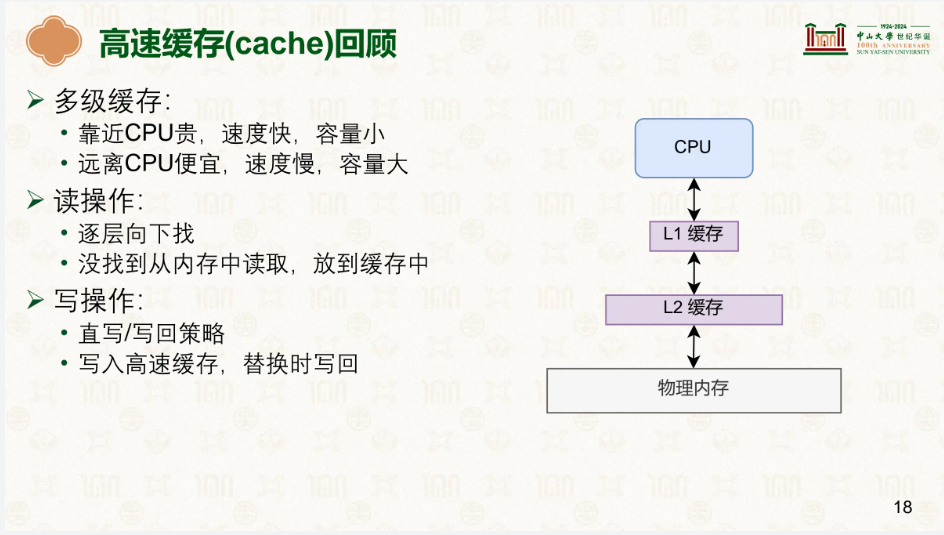 高速缓存(cache)回顾
1924-2024
中山大学 世纪华诞
100th ANNIVERSARY
SUN YAT-SEN UNIVERSITY
➢ 多级缓存：
• 靠近CPU贵，速度快，容量小
• 远离CPU便宜，速度慢，容量大
➢ 读操作：
• 逐层向下找
• 没找到从内存中读取，放到缓存中
➢ 写操作：
• 直写/写回策略
• 写入高速缓存，替换时写回
CPU
L1 缓存
L2 缓存
物理内存
18